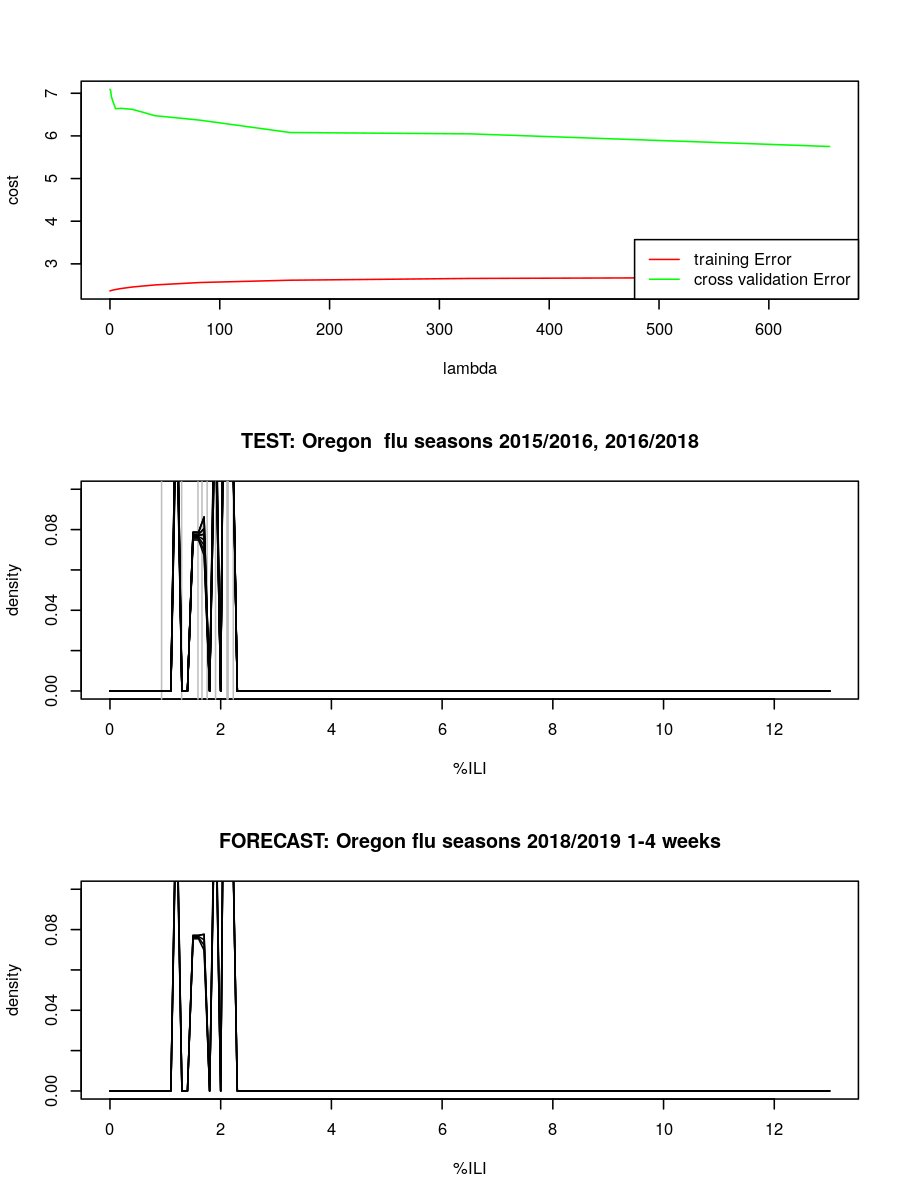 7
6
5
4
3
cost
training Error
cross validation Error
0 100 200 300 400 500 600
lambda
TEST: Oregon  flu seasons 2015/2016, 2016/2018
0.08
0.04
0.00
density
0 2 4 6 8 10 12
%ILI
FORECAST: Oregon flu seasons 2018/2019 1-4 weeks
0.08
0.04
0.00
density
0 2 4 6 8 10 12
%ILI